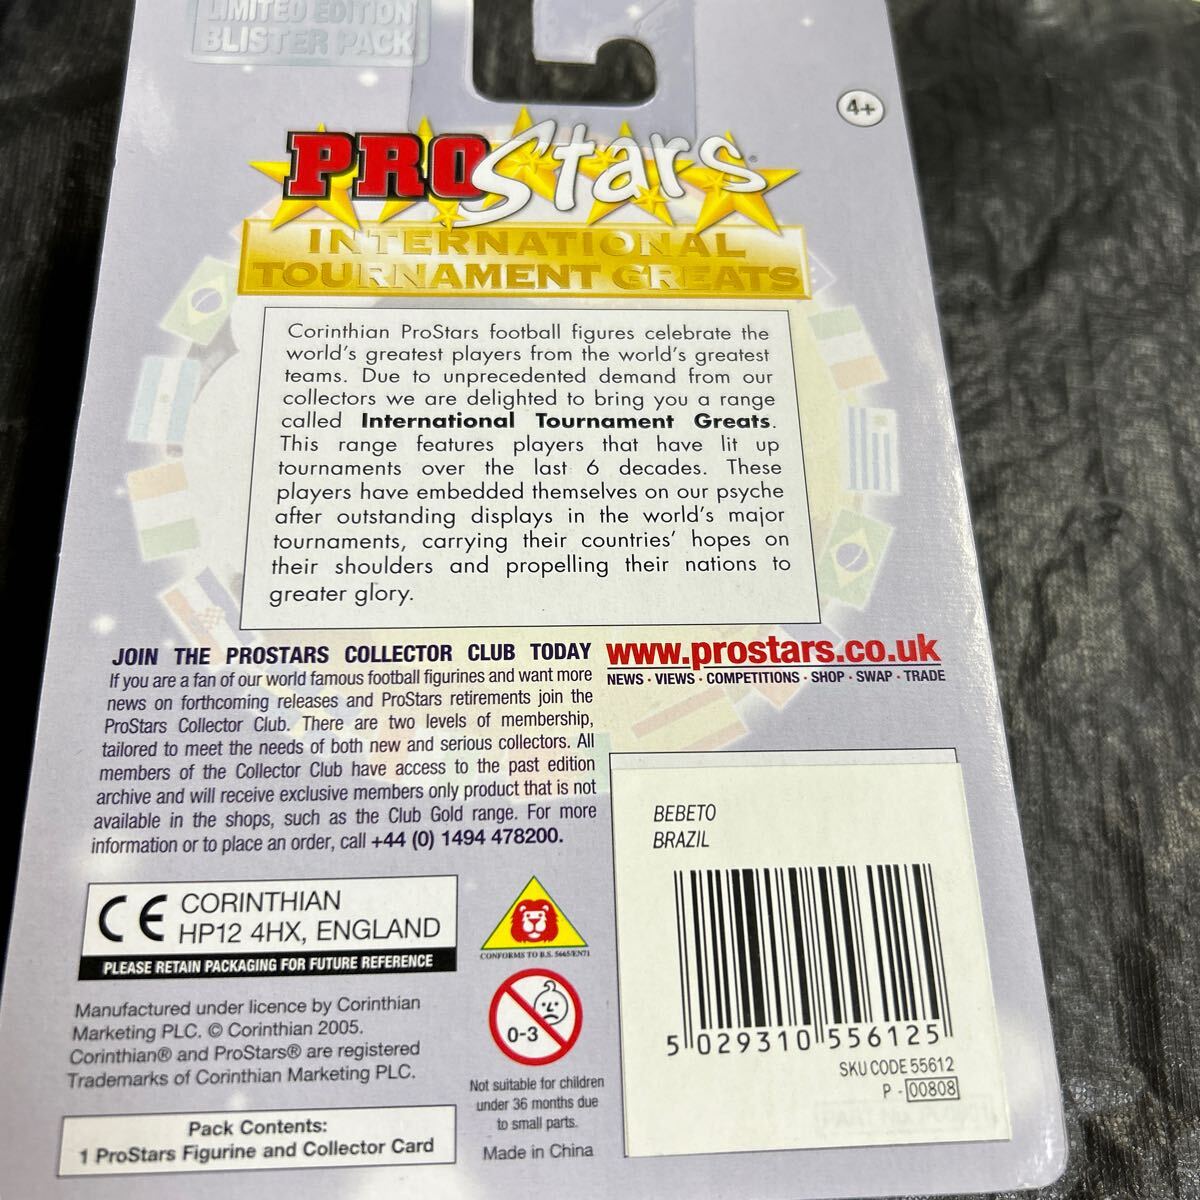 LIMITED EDITION
BLISTER PACK
4+
PROStars
INTERNATIONAL
TOURNAMENT GREATS
Corinthian ProStars football figures celebrate the
world's greatest players from the world's greatest
teams. Due to unprecedented demand from our
collectors we are delighted to bring you a range
called International Tournament Greats.
This range features players that have lit up
tournaments over the last 6 decades. These
players have embedded themselves on our psyche
after outstanding displays in the world's major
tournaments, carrying their countries' hopes on
their shoulders and propelling their nations to
greater glory.
JOIN THE PROSTARS COLLECTOR CLUB TODAY
If you are a fan of our world famous football figurines and want more
news on forthcoming releases and ProStars retirements join the
ProStars Collector Club. There are two levels of membership,
tailored to meet the needs of both new and serious collectors. All
members of the Collector Club have access to the past edition
archive and will receive exclusive members only product that is not
available in the shops, such as the Club Gold range. For more
information or to place an order, call +44 (0) 1494 478200.
www.prostars.co.uk
NEWS · VIEWS · COMPETITIONS · SHOP · SWAP · TRADE
BEBETO
BRAZIL
5 029310 556125
SKU CODE 55612
P - 00808
CE CORINTHIAN
HP12 4HX, ENGLAND
PLEASE RETAIN PACKAGING FOR FUTURE REFERENCE
CONFORMS TO B.S. 5665/EN71
0-3
Manufactured under licence by Corinthian
Marketing PLC. © Corinthian 2005.
Corinthian® and ProStars® are registered
Trademarks of Corinthian Marketing PLC.
Not suitable for children
under 36 months due
to small parts.
Made in China
Pack Contents:
1 ProStars Figurine and Collector Card